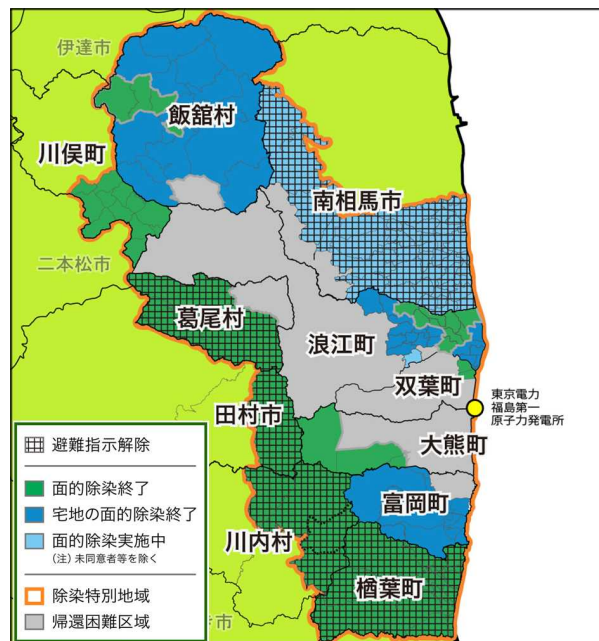 伊達市
飯舘村
川俣町
南相馬市
二本松市
葛尾村
浪江町
双葉町
東京電力
福島第一
原子力発電所
田村市
大熊町
避難指示解除
面的除染終了
宅地の面的除染終了
富岡町
面的除染実施中
(注) 未同意者等を除く
川内村
除染特別地域
楢葉町
帰還困難区域
き市